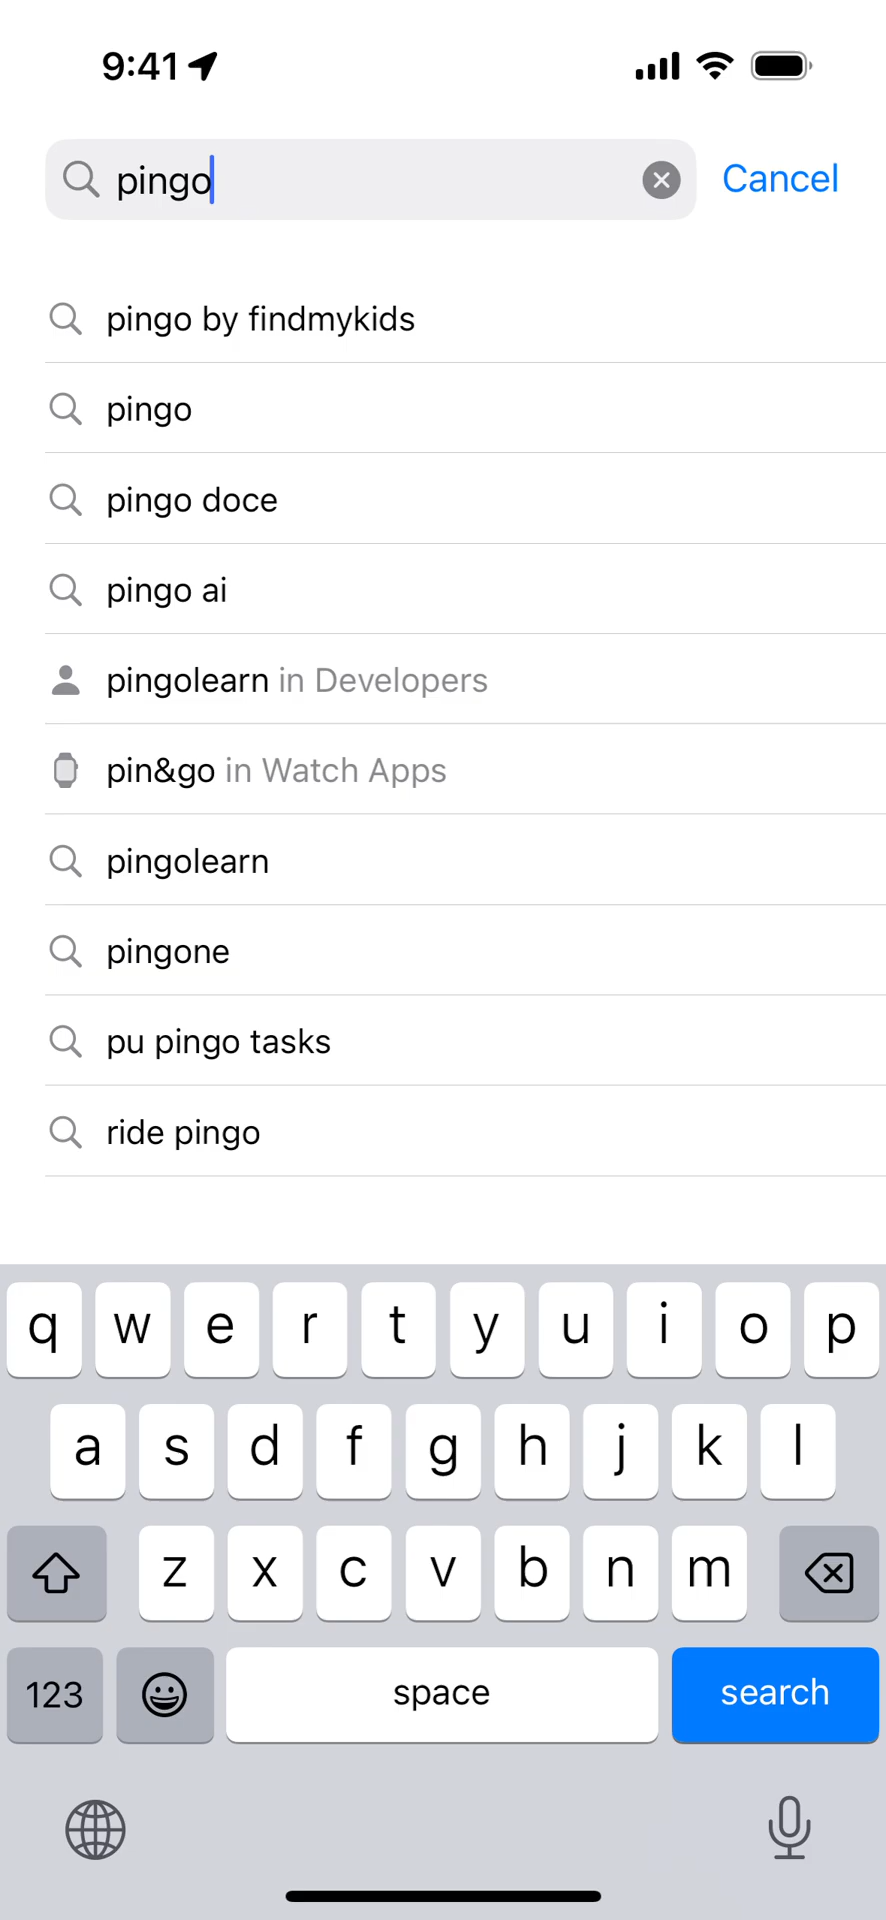 9:41
pingo
Cancel
pingo by findmykids
pingo
pingo doce
pingo ai
pingolearn in Developers
pin&go in Watch Apps
pingolearn
pingone
pu pingo tasks
ride pingo
q w e r t y u i o p
a s d f g h j k l
z x c v b n m
123 space search